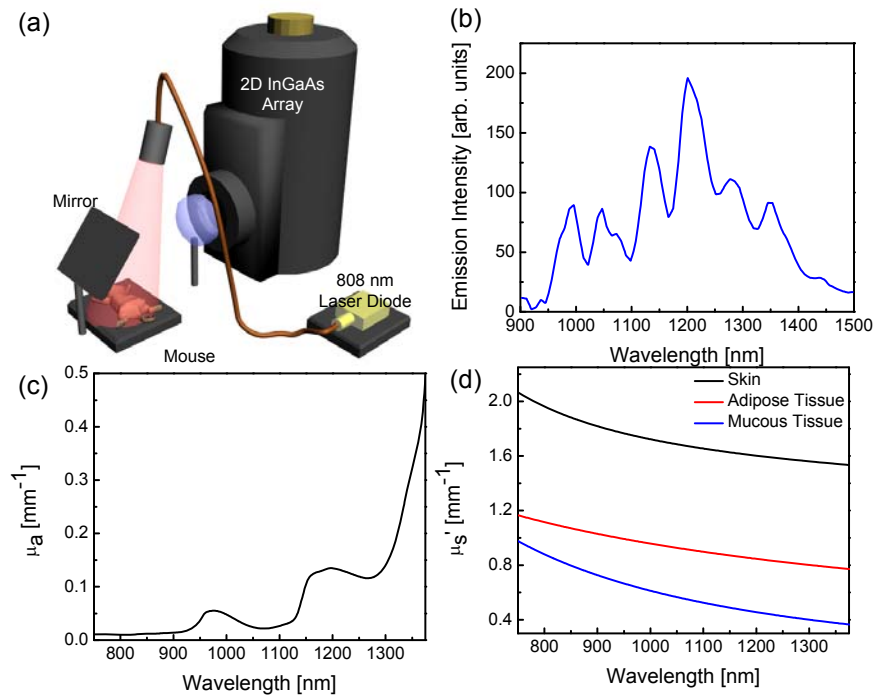 (a)
2D InGaAs
Array
Mirror
808 nm
Laser Diode
Mouse
(b)
Emission Intensity [arb. units]
200
150
100
50
0
900 1000 1100 1200 1300 1400 1500
Wavelength [nm]
(c)
μa [mm-1]
0.5
0.4
0.3
0.2
0.1
0.0
800 900 1000 1100 1200 1300
Wavelength [nm]
(d)
Skin
Adipose Tissue
Mucous Tissue
μs' [mm-1]
2.0
1.6
1.2
0.8
0.4
800 900 1000 1100 1200 1300
Wavelength [nm]